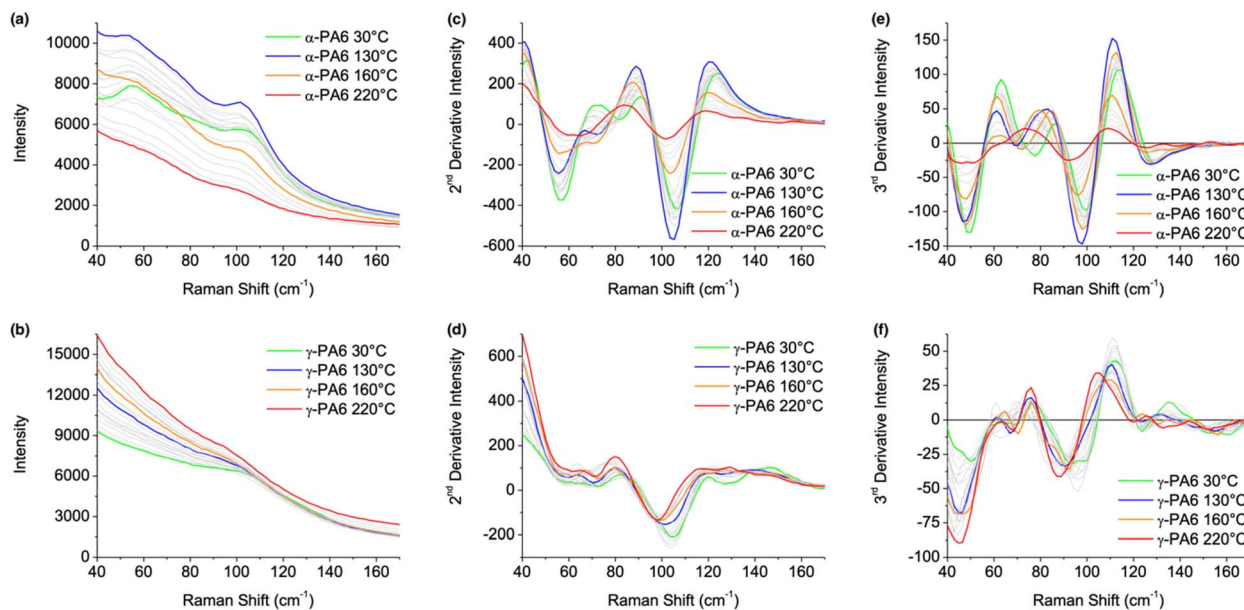 (a)
Intensity
10000
8000
6000
4000
2000
0
40 60 80 100 120 140 160
Raman Shift (cm⁻¹)
α-PA6 30°C
α-PA6 130°C
α-PA6 160°C
α-PA6 220°C
(c)
2ⁿᵈ Derivative Intensity
400
200
0
-200
-400
-600
40 60 80 100 120 140 160
Raman Shift (cm⁻¹)
α-PA6 30°C
α-PA6 130°C
α-PA6 160°C
α-PA6 220°C
(e)
3ʳᵈ Derivative Intensity
150
100
50
0
-50
-100
-150
40 60 80 100 120 140 160
Raman Shift (cm⁻¹)
α-PA6 30°C
α-PA6 130°C
α-PA6 160°C
α-PA6 220°C
(b)
Intensity
15000
12000
9000
6000
3000
0
40 60 80 100 120 140 160
Raman Shift (cm⁻¹)
γ-PA6 30°C
γ-PA6 130°C
γ-PA6 160°C
γ-PA6 220°C
(d)
2ⁿᵈ Derivative Intensity
600
400
200
0
-200
40 60 80 100 120 140 160
Raman Shift (cm⁻¹)
γ-PA6 30°C
γ-PA6 130°C
γ-PA6 160°C
γ-PA6 220°C
(f)
3ʳᵈ Derivative Intensity
50
25
0
-25
-50
-75
-100
40 60 80 100 120 140 160
Raman Shift (cm⁻¹)
γ-PA6 30°C
γ-PA6 130°C
γ-PA6 160°C
γ-PA6 220°C